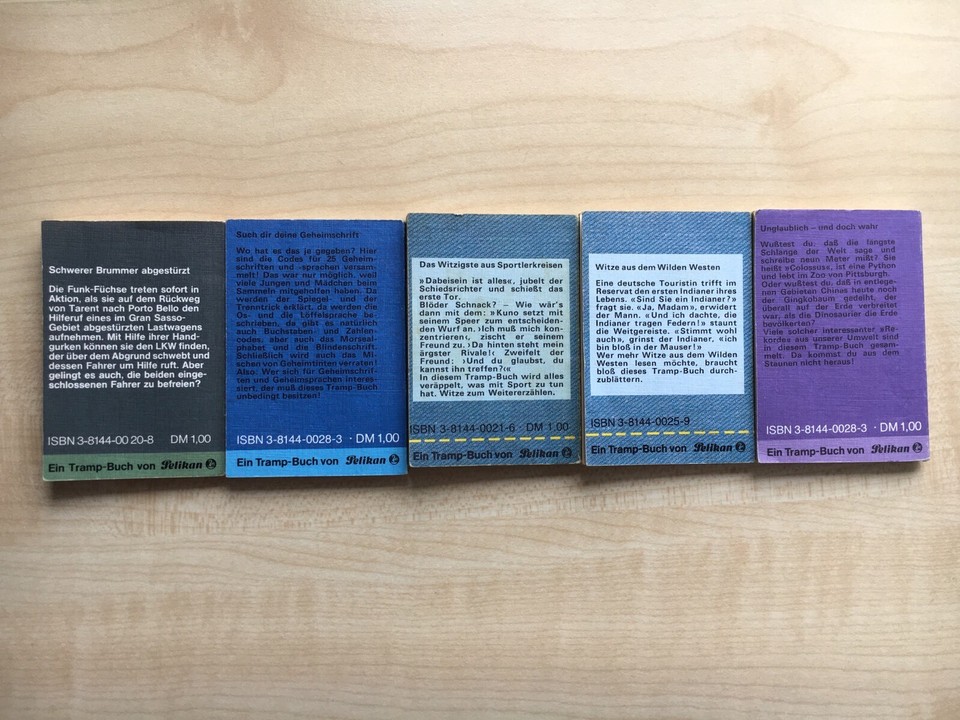 Schwerer Brummer abgestürzt
Die Funk-Füchse treten sofort in
Aktion, als sie auf dem Rückweg
von Tarent nach Porto Bello den
Hilferuf eines im Gran Sasso-
Gebiet abgestürzten Lastwagens
aufnehmen. Mit Hilfe ihrer Hand-
gurken können sie den LKW finden,
der über dem Abgrund schwebt und
dessen Fahrer um Hilfe ruft. Aber
gelingt es auch, die beiden einge-
schlossenen Fahrer zu befreien?
ISBN 3-8144-00 20-8 DM 1,00
Ein Tramp-Buch von Pelikan
Such dir deine Geheimschrift
Wo hat es das je gegeben? Hier
sind die Codes für 25 Geheim-
schriften und -sprachen versam-
melt! Das war nur möglich, weil
viele Jungen und Mädchen beim
Sammeln mitgeholfen haben. Da
werden der Spiegel- und der
Trenntrick erklärt, da werden die
Os- und die Löffelsprache be-
schrieben, da gibt es natürlich
auch Buchstaben- und Zahlen-
codes, aber auch das Morseal-
phabet und die Blindenschrift.
Schließlich wird auch das Mi-
schen von Geheimtinten verraten!
Also: Wer sich für Geheimschrif-
ten und Geheimsprachen interes-
siert, der muß dieses Tramp-Buch
unbedingt besitzen!
ISBN 3-8144-0028-3 · DM 1,00
Ein Tramp-Buch von Pelikan
Das Witzigste aus Sportlerkreisen
»Dabeisein ist alles«, jubelt der
Schiedsrichter und schießt das
erste Tor.
Blöder Schnack? – Wie wär's
dann mit dem: »Kuno setzt mit
seinem Speer zum entscheiden-
den Wurf an. ›Ich muß mich kon-
zentrieren‹, zischt er seinem
Freund zu. ›Da hinten steht mein
ärgster Rivale!‹ Zweifelt der
Freund: ›Und du glaubst, du
kannst ihn treffen?‹«
In diesem Tramp-Buch wird alles
veräppelt, was mit Sport zu tun
hat. Witze zum Weitererzählen.
ISBN 3-8144-0021-6 · DM 1,00
Ein Tramp-Buch von Pelikan
Witze aus dem Wilden Westen
Eine deutsche Touristin trifft im
Reservat den ersten Indianer ihres
Lebens. «Sind Sie ein Indianer?»
fragt sie. «Ja, Madam», erwidert
der Mann. «Und ich dachte, die
Indianer tragen Federn!» staunt
die Weitgereiste. «Stimmt wohl
auch», grinst der Indianer, «ich
bin bloß in der Mauser!»
Wer mehr Witze aus dem Wilden
Westen lesen möchte, braucht
bloß dieses Tramp-Buch durch-
zublättern.
ISBN 3-8144-0025-9
Ein Tramp-Buch von Pelikan
Unglaublich – und doch wahr
Wußtest du, daß die längste
Schlange der Welt sage und
schreibe neun Meter mißt? Sie
heißt »Colossus«, ist eine Python
und lebt im Zoo von Pittsburgh.
Oder wußtest du, daß in entlege-
nen Gebieten Chinas heute noch
der Gingkobaum gedeiht, der
überall auf der Erde verbreitet
war, als die Dinosaurier die Erde
bevölkerten?
Viele solcher interessanter »Re-
korde« aus unserer Umwelt sind
in diesem Tramp-Buch gesam-
melt. Da kommst du aus dem
Staunen nicht heraus!
ISBN 3-8144-0028-3 · DM 1,00
Ein Tramp-Buch von Pelikan